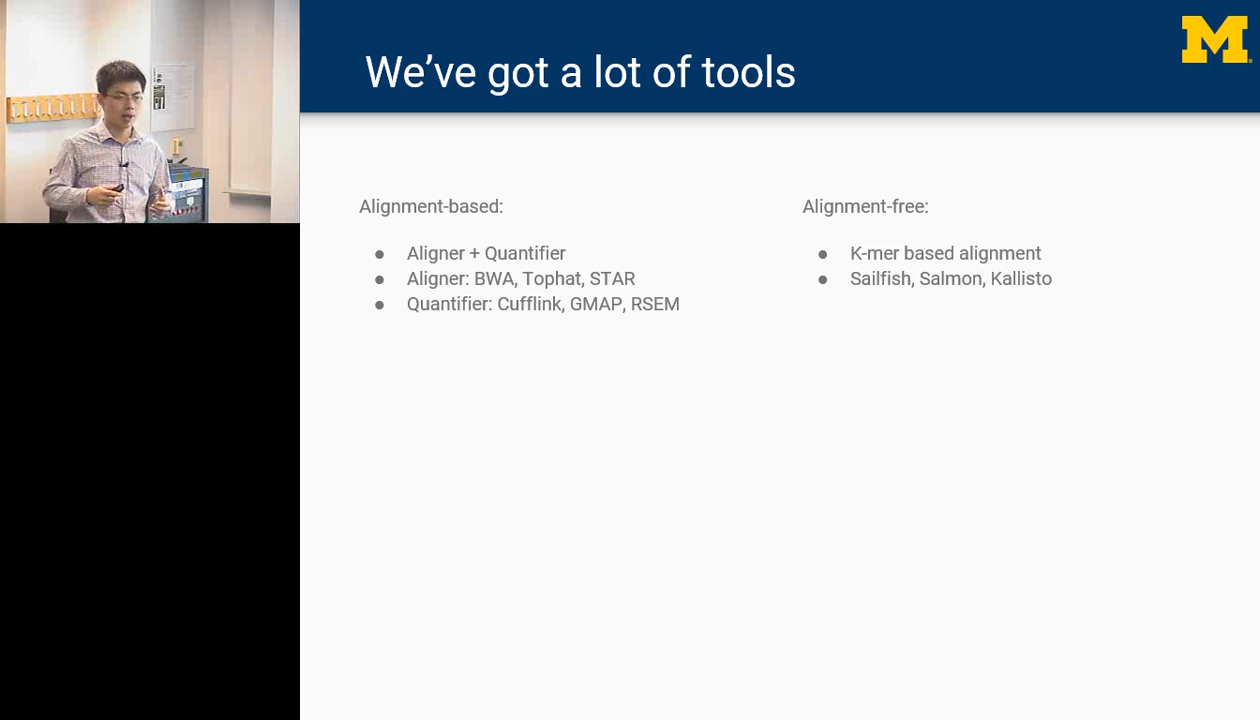 We’ve got a lot of tools
M
Alignment-based:
● Aligner + Quantifier
● Aligner: BWA, Tophat, STAR
● Quantifier: Cufflink, GMAP, RSEM
Alignment-free:
● K-mer based alignment
● Sailfish, Salmon, Kallisto